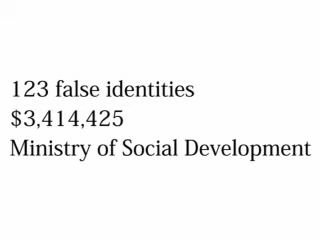 123 false identities
$3,414,425
Ministry of Social Development